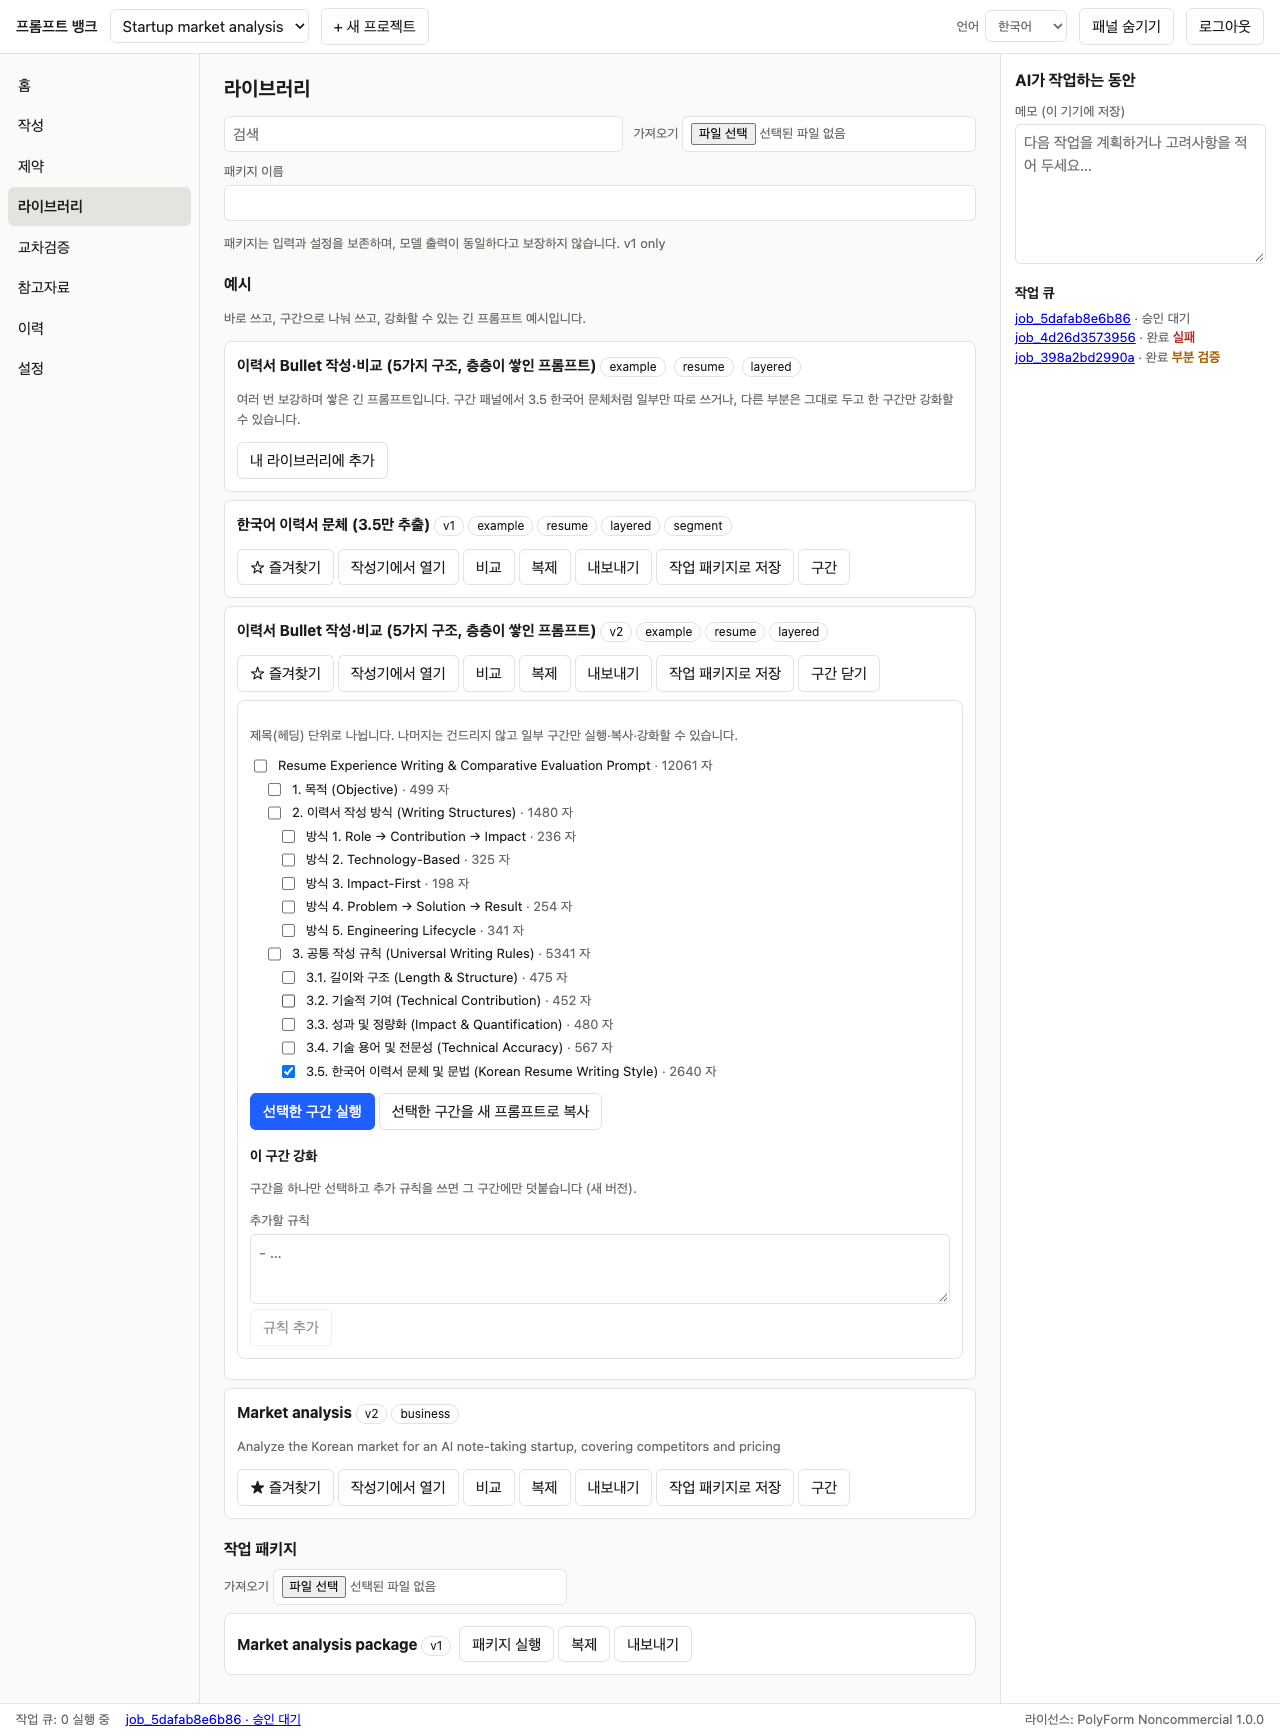 프롬프트 뱅크 Startup market analysis + 새 프로젝트 언어 한국어 패널 숨기기 로그아웃
홈
작성
제약
라이브러리
교차검증
참고자료
이력
설정
라이브러리
검색 가져오기 파일 선택 선택된 파일 없음
패키지 이름
패키지는 입력과 설정을 보존하며, 모델 출력이 동일하다고 보장하지 않습니다. v1 only
예시
바로 쓰고, 구간으로 나눠 쓰고, 강화할 수 있는 긴 프롬프트 예시입니다.
이력서 Bullet 작성·비교 (5가지 구조, 층층이 쌓인 프롬프트) example resume layered
여러 번 보강하며 쌓은 긴 프롬프트입니다. 구간 패널에서 3.5 한국어 문체처럼 일부만 따로 쓰거나, 다른 부분은 그대로 두고 한 구간만 강화할
수 있습니다.
내 라이브러리에 추가
한국어 이력서 문체 (3.5만 추출) v1 example resume layered segment
☆ 즐겨찾기 작성기에서 열기 비교 복제 내보내기 작업 패키지로 저장 구간
이력서 Bullet 작성·비교 (5가지 구조, 층층이 쌓인 프롬프트) v2 example resume layered
☆ 즐겨찾기 작성기에서 열기 비교 복제 내보내기 작업 패키지로 저장 구간 닫기
제목(헤딩) 단위로 나뉩니다. 나머지는 건드리지 않고 일부 구간만 실행·복사·강화할 수 있습니다.
Resume Experience Writing & Comparative Evaluation Prompt · 12061 자
1. 목적 (Objective) · 499 자
2. 이력서 작성 방식 (Writing Structures) · 1480 자
방식 1. Role → Contribution → Impact · 236 자
방식 2. Technology-Based · 325 자
방식 3. Impact-First · 198 자
방식 4. Problem → Solution → Result · 254 자
방식 5. Engineering Lifecycle · 341 자
3. 공통 작성 규칙 (Universal Writing Rules) · 5341 자
3.1. 길이와 구조 (Length & Structure) · 475 자
3.2. 기술적 기여 (Technical Contribution) · 452 자
3.3. 성과 및 정량화 (Impact & Quantification) · 480 자
3.4. 기술 용어 및 전문성 (Technical Accuracy) · 567 자
3.5. 한국어 이력서 문체 및 문법 (Korean Resume Writing Style) · 2640 자
선택한 구간 실행 선택한 구간을 새 프롬프트로 복사
이 구간 강화
구간을 하나만 선택하고 추가 규칙을 쓰면 그 구간에만 덧붙습니다 (새 버전).
추가할 규칙
- ...
규칙 추가
Market analysis v2 business
Analyze the Korean market for an AI note-taking startup, covering competitors and pricing
★ 즐겨찾기 작성기에서 열기 비교 복제 내보내기 작업 패키지로 저장 구간
작업 패키지
가져오기 파일 선택 선택된 파일 없음
Market analysis package v1 패키지 실행 복제 내보내기
AI가 작업하는 동안
메모 (이 기기에 저장)
다음 작업을 계획하거나 고려사항을 적
어 두세요...
작업 큐
job_5dafab8e6b86 · 승인 대기
job_4d26d3573956 · 완료 실패
job_398a2bd2990a · 완료 부분 검증
작업 큐: 0 실행 중 job_5dafab8e6b86 · 승인 대기 라이선스: PolyForm Noncommercial 1.0.0